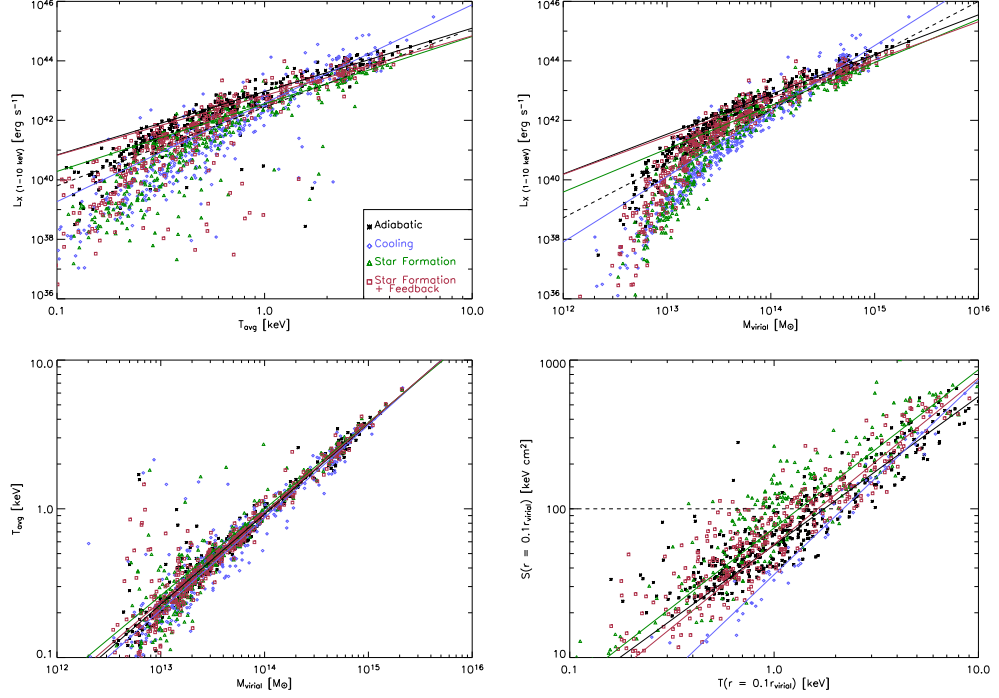 10^46
10^44
10^42
10^40
10^38
10^36
L_X (1-10 keV) [erg s^-1]
0.1
1.0
10.0
T_avg [keV]
Adiabatic
Cooling
Star Formation
Star Formation
+ Feedback
10^46
10^44
10^42
10^40
10^38
10^36
L_X (1-10 keV) [erg s^-1]
10^12
10^13
10^14
10^15
10^16
M_virial [M_⊙]
10.0
1.0
0.1
T_avg [keV]
10^12
10^13
10^14
10^15
10^16
M_virial [M_⊙]
1000
100
10
S(r = 0.1r_virial) [keV cm^2]
0.1
1.0
10.0
T(r = 0.1r_virial) [keV]